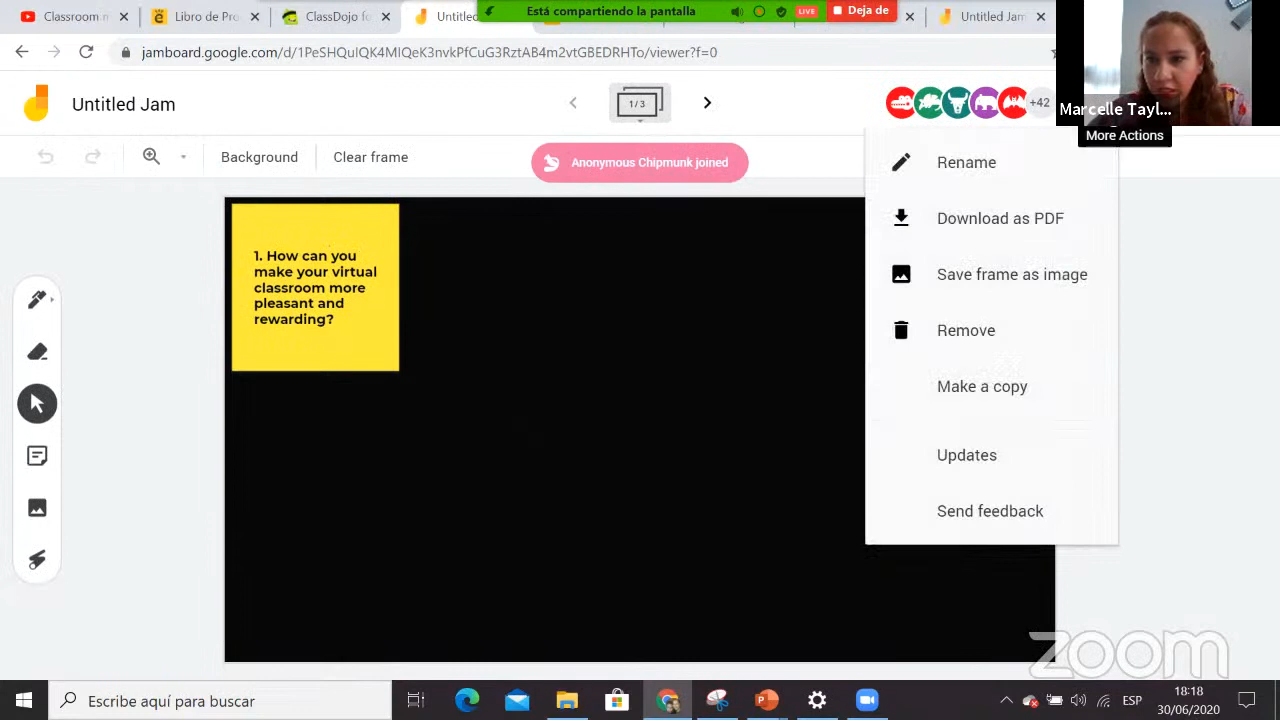 Classroom
Estro de Pro
ClassDojo f
Untitled
Está compartiendo la pantalla
LIVE
Deja de
Untitled Jam
jamboard.google.com/d/1PeSHQuIQK4MIQeK3nvkPfCuG3RztAB4m2vtGBEDRHTo/viewer?f=0
Untitled Jam
1 / 3
+42
Marcelle Tayl...
More Actions
Background
Clear frame
Anonymous Chipmunk joined
Rename
Download as PDF
Save frame as image
Remove
Make a copy
Updates
Send feedback
1. How can you
make your virtual
classroom more
pleasant and
rewarding?
zoom
Escribe aquí para buscar
ESP
18:18
30/06/2020